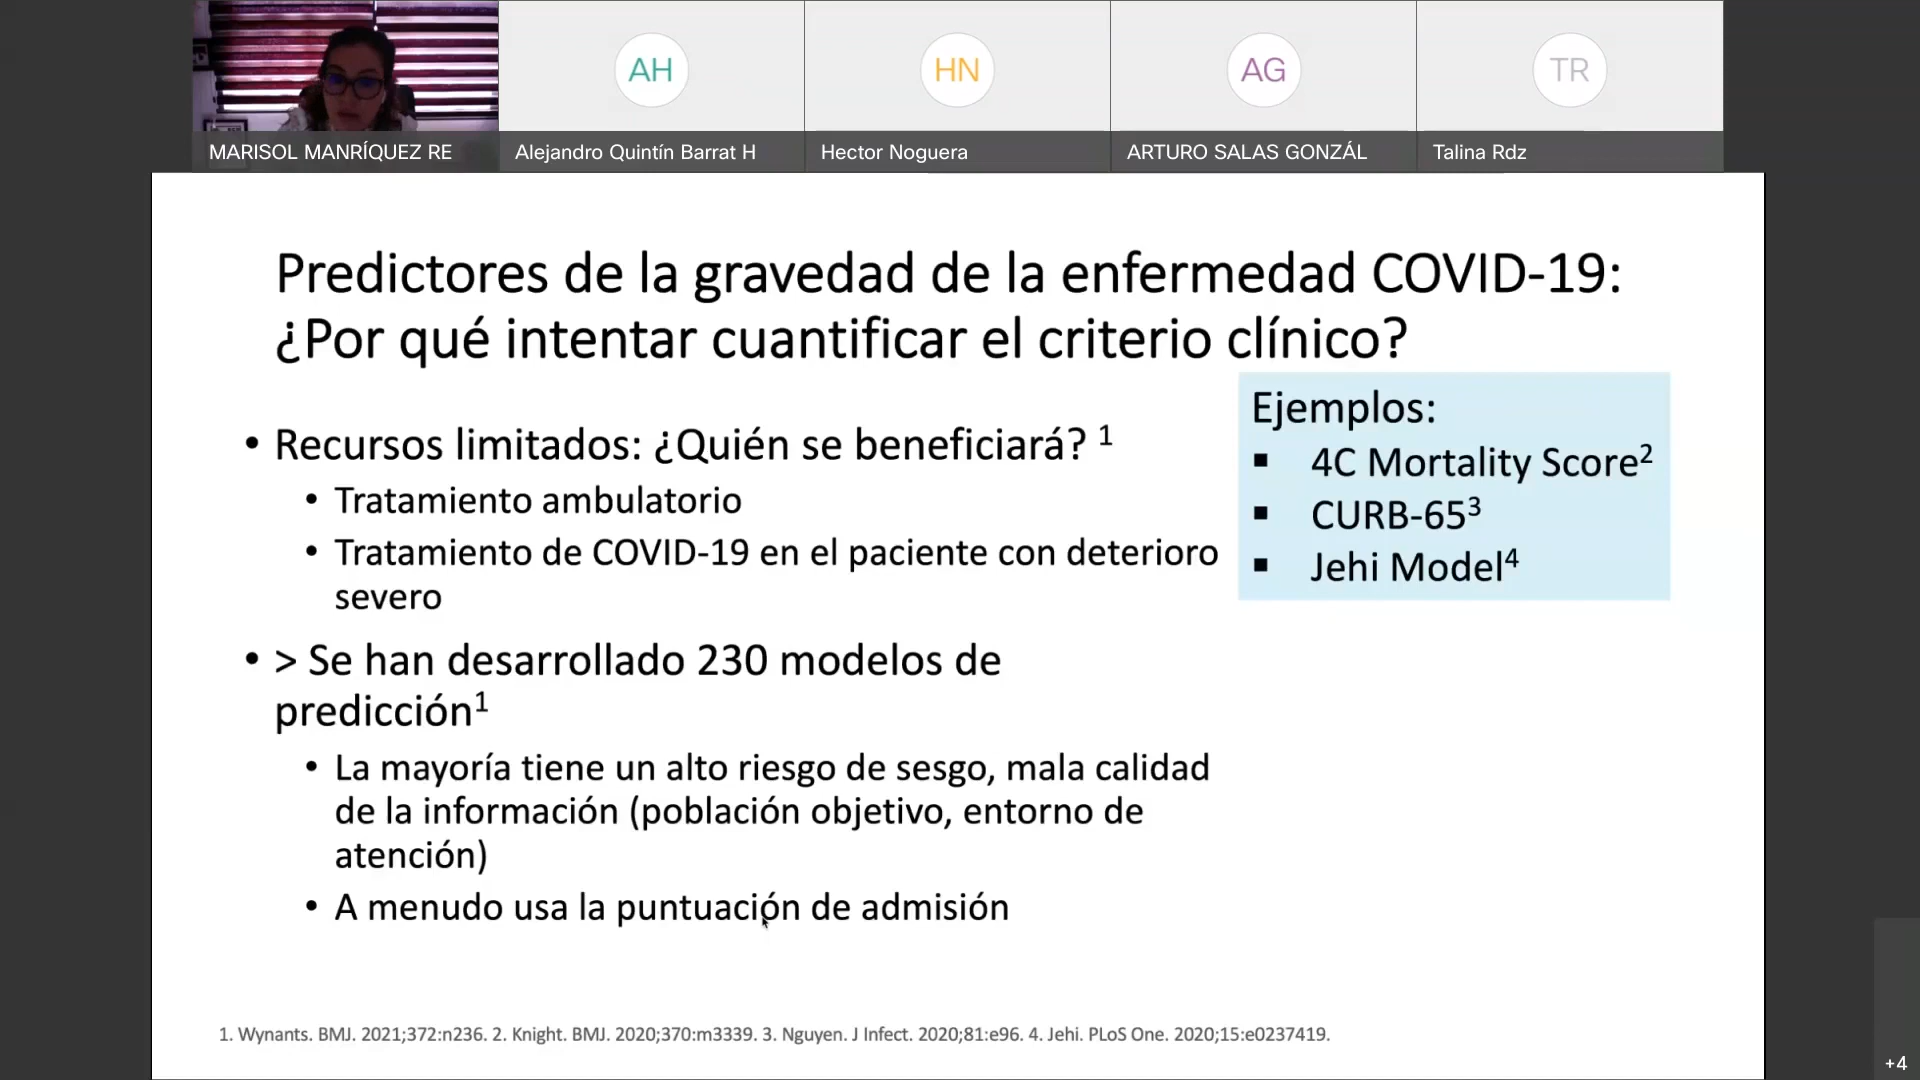 AH
HN
AG
TR
MARISOL MANRÍQUEZ RE
Alejandro Quintín Barrat H
Hector Noguera
ARTURO SALAS GONZÁL
Talina Rdz
Predictores de la gravedad de la enfermedad COVID-19:
¿Por qué intentar cuantificar el criterio clínico?
• Recursos limitados: ¿Quién se beneficiará? ¹
• Tratamiento ambulatorio
• Tratamiento de COVID-19 en el paciente con deterioro
severo
• > Se han desarrollado 230 modelos de
predicción¹
• La mayoría tiene un alto riesgo de sesgo, mala calidad
de la información (población objetivo, entorno de
atención)
• A menudo usa la puntuación de admisión
Ejemplos:
▪ 4C Mortality Score²
▪ CURB-65³
▪ Jehi Model⁴
1. Wynants. BMJ. 2021;372:n236. 2. Knight. BMJ. 2020;370:m3339. 3. Nguyen. J Infect. 2020;81:e96. 4. Jehi. PLoS One. 2020;15:e0237419.
+4